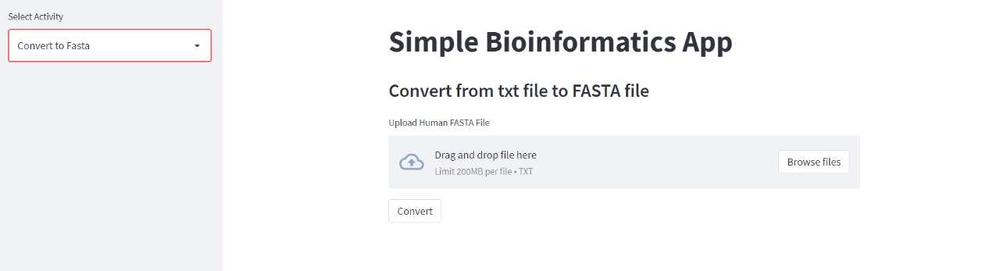 Select Activity
Convert to Fasta
Simple Bioinformatics App
Convert from txt file to FASTA file
Upload Human FASTA File
Drag and drop file here
Limit 200MB per file • TXT
Browse files
Convert